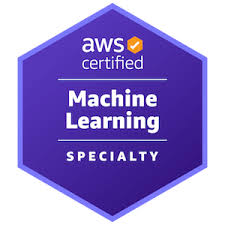 aws
certified
Machine
Learning
SPECIALTY